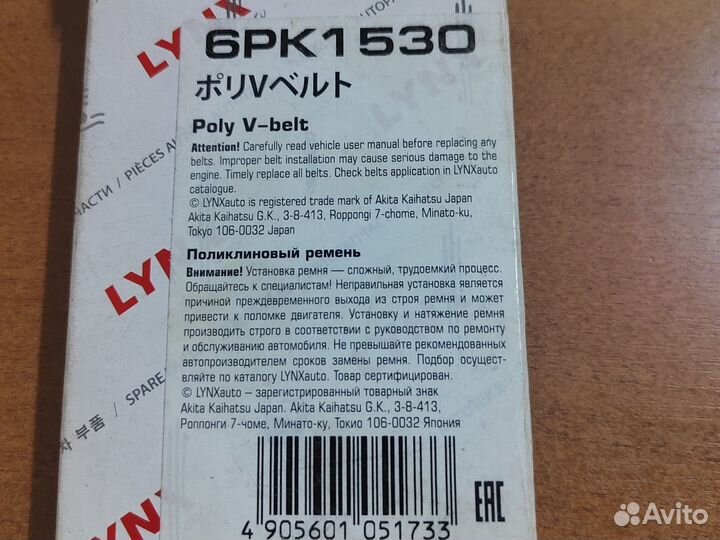 LYNX
6PK1530
ポリVベルト
Poly V-belt
Attention! Carefully read vehicle user manual before replacing any
belts. Improper belt installation may cause serious damage to the
engine. Timely replace all belts. Check belts application in LYNXauto
catalogue.
© LYNXauto is registered trade mark of Akita Kaihatsu Japan
Akita Kaihatsu G.K., 3-8-413, Roppongi 7-chome, Minato-ku,
Tokyo 106-0032 Japan
Поликлиновый ремень
Внимание! Установка ремня — сложный, трудоемкий процесс.
Обращайтесь к специалистам! Неправильная установка является
причиной преждевременного выхода из строя ремня и может
привести к поломке двигателя. Установку и натяжение ремня
производить строго в соответствии с руководством по ремонту
и обслуживанию автомобиля. Не превышайте рекомендованных
автопроизводителем сроков замены ремня. Подбор осущест-
вляйте по каталогу LYNXauto. Товар сертифицирован.
© LYNXauto – зарегистрированный товарный знак
Akita Kaihatsu Japan. Akita Kaihatsu G.K., 3-8-413,
Роппонги 7-чоме, Минато-ку, Токио 106-0032 Япония
4 905601 051733
EAC
ЧАСТИ / PIÈCES
LYN
SPARE
部品 /
LYNX
Avito